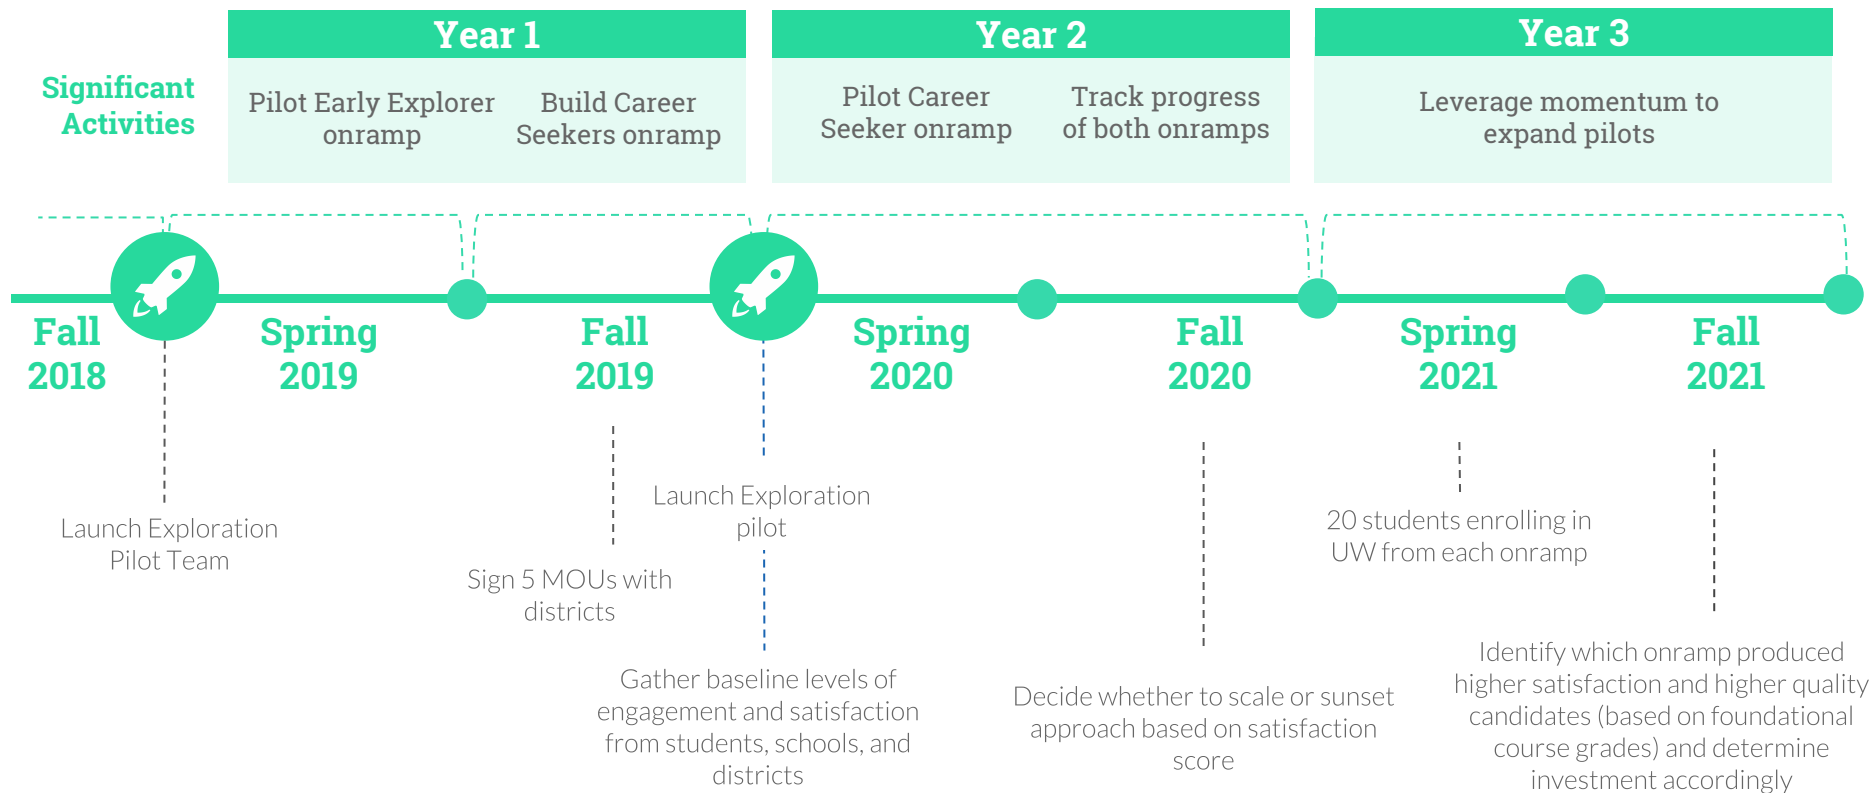 Year 1
Year 2
Year 3
Significant
Activities
Pilot Early Explorer
onramp
Build Career
Seekers onramp
Pilot Career
Seeker onramp
Track progress
of both onramps
Leverage momentum to
expand pilots
Fall
2018
Spring
2019
Fall
2019
Spring
2020
Fall
2020
Spring
2021
Fall
2021
Launch Exploration
Pilot Team
Sign 5 MOUs with
districts
Launch Exploration
pilot
Gather baseline levels of
engagement and satisfaction
from students, schools, and
districts
Decide whether to scale or sunset
approach based on satisfaction
score
20 students enrolling in
UW from each onramp
Identify which onramp produced
higher satisfaction and higher quality
candidates (based on foundational
course grades) and determine
investment accordingly